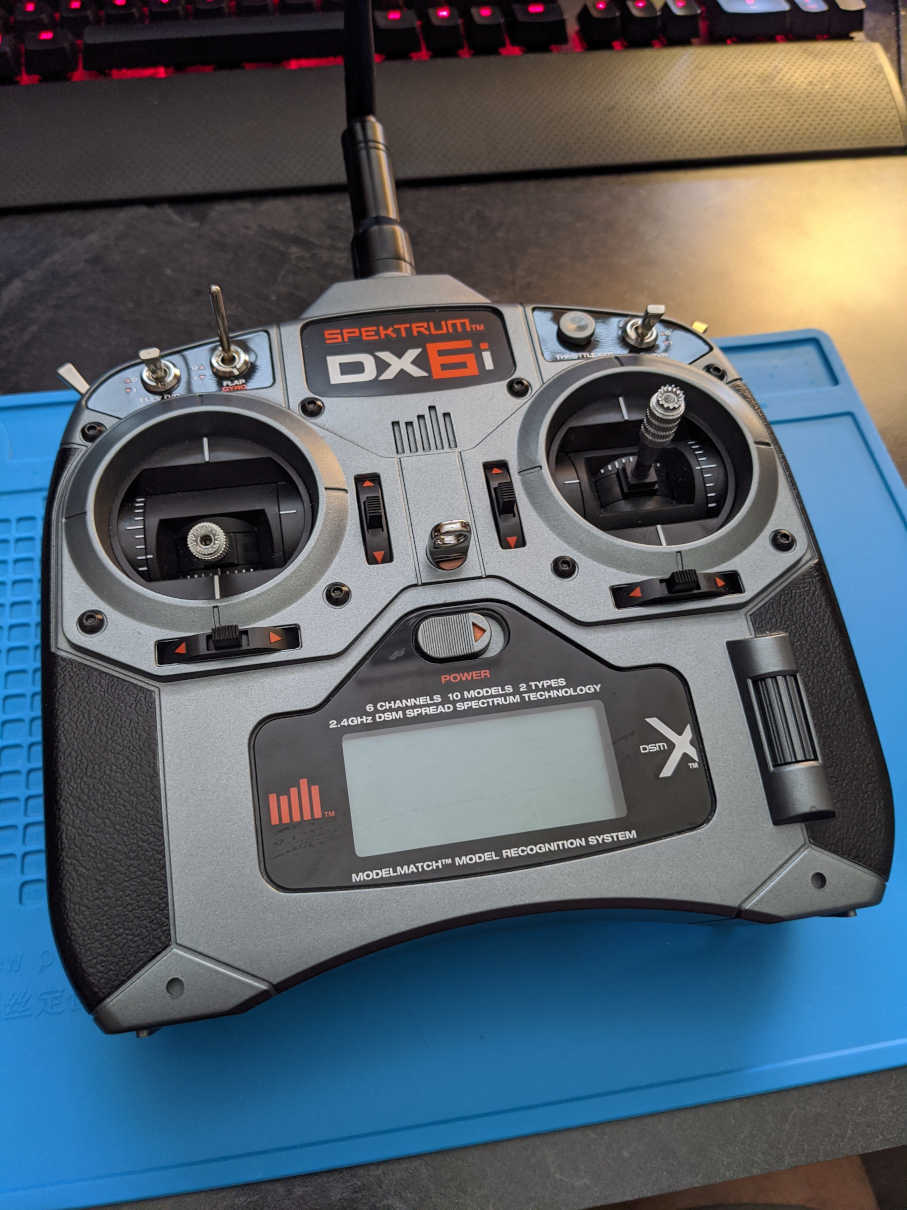 SPEKTRUM™
DX6i
FLAP
GYRO
POWER
6 CHANNELS 10 MODELS 2 TYPES
2.4GHz DSM SPREAD SPECTRUM TECHNOLOGY
DSM X™
TM
MODELMATCH™ MODEL RECOGNITION SYSTEM